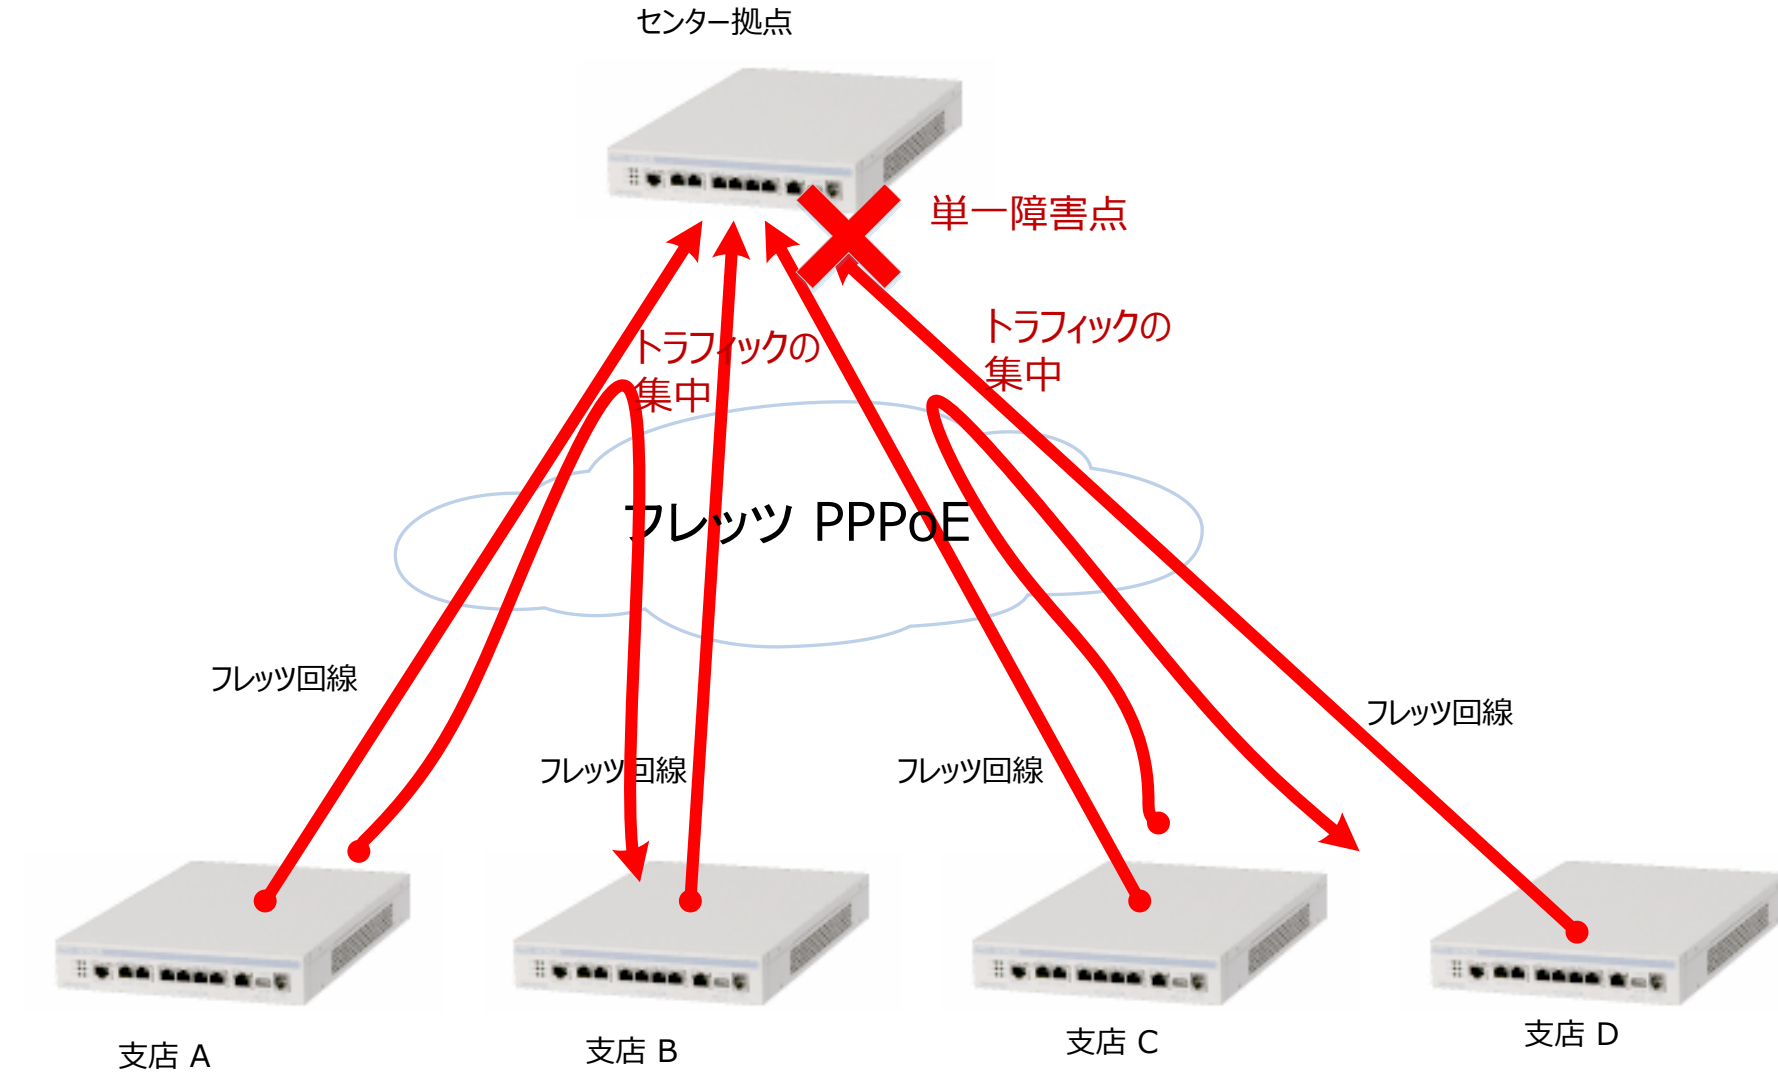 センター拠点
単一障害点
トラフィックの
集中
トラフィックの
集中
フレッツ PPPoE
フレッツ回線
フレッツ回線
フレッツ回線
フレッツ回線
支店 A
支店 B
支店 C
支店 D